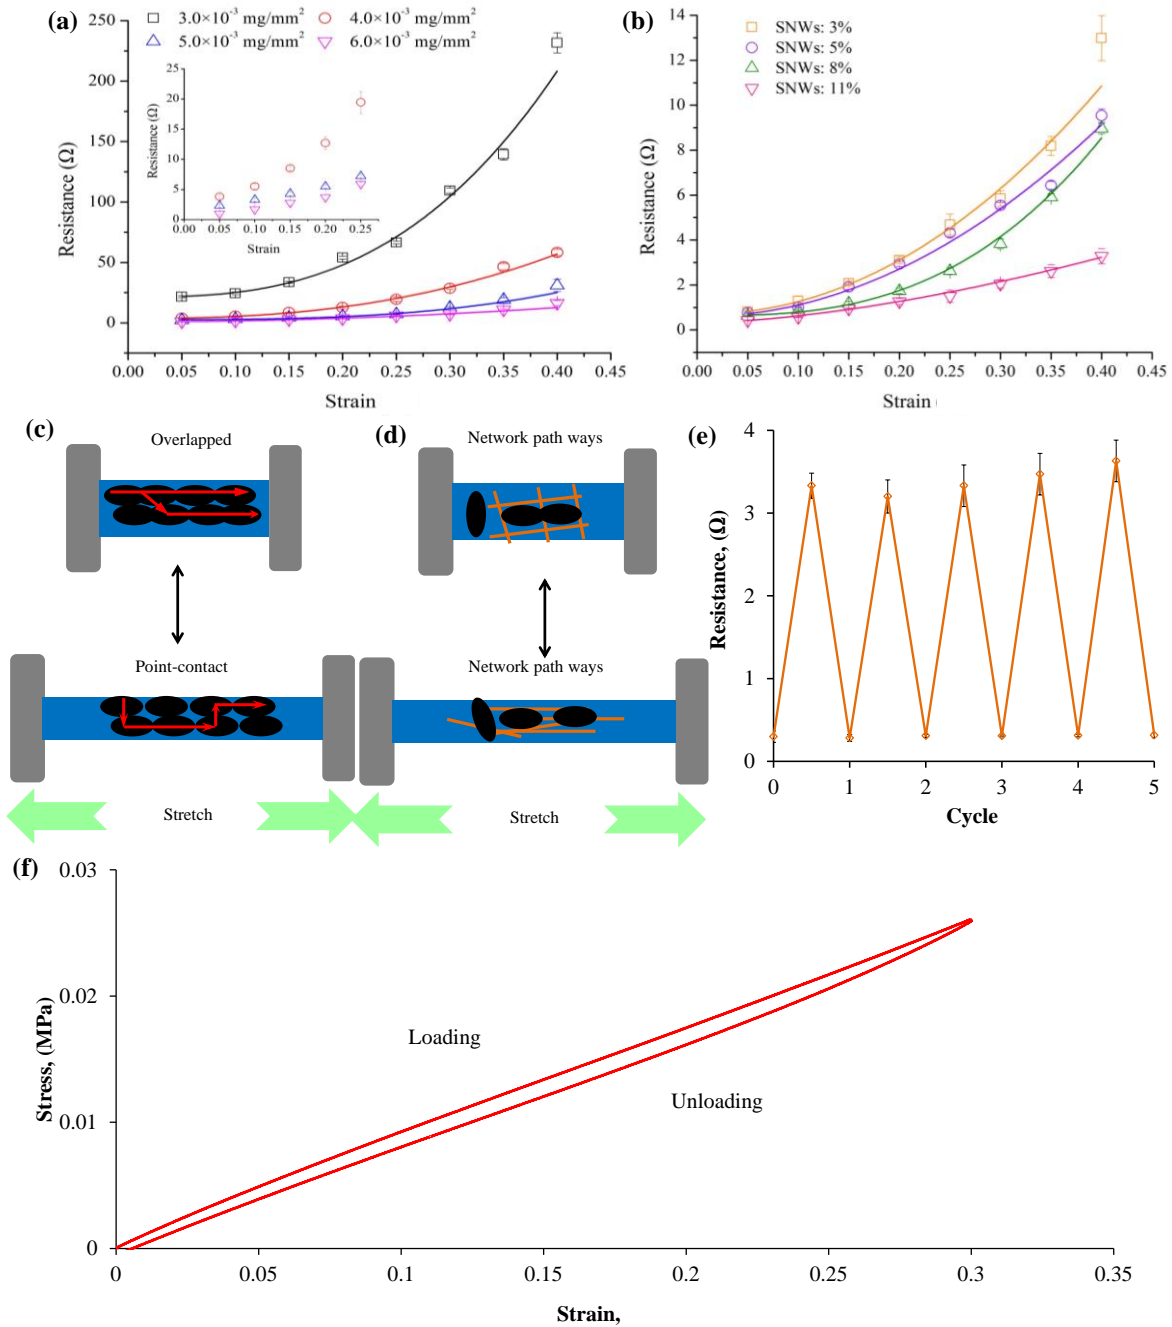 (a)
3.0×10⁻³ mg/mm² 4.0×10⁻³ mg/mm²
5.0×10⁻³ mg/mm² 6.0×10⁻³ mg/mm²
250
200
150
100
50
0
Resistance (Ω)
0.00 0.05 0.10 0.15 0.20 0.25 0.30 0.35 0.40 0.45
Strain
25
20
15
10
5
0
Resistance (Ω)
0.00 0.05 0.10 0.15 0.20 0.25
Strain
(b)
SNWs: 3%
SNWs: 5%
SNWs: 8%
SNWs: 11%
14
12
10
8
6
4
2
0
Resistance (Ω)
0.00 0.05 0.10 0.15 0.20 0.25 0.30 0.35 0.40 0.45
Strain (
(c)
Overlapped
Point-contact
Stretch
(d)
Network path ways
Network path ways
Stretch
(e)
4
3
2
1
0
Resistance, (Ω)
0 1 2 3 4 5
Cycle
(f)
0.03
0.02
0.01
0
Stress, (MPa)
Loading
Unloading
0 0.05 0.1 0.15 0.2 0.25 0.3 0.35
Strain,